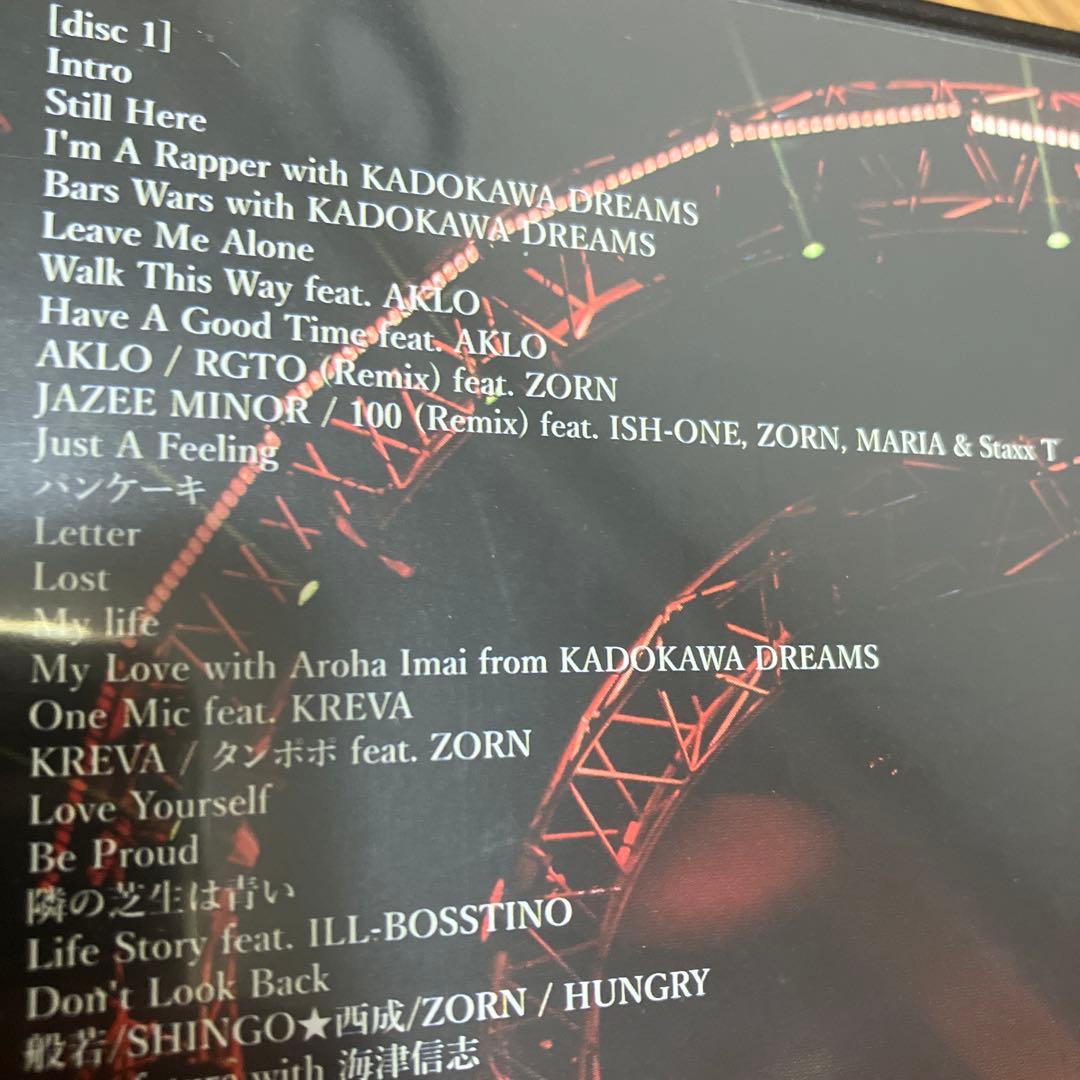 [disc 1]
Intro
Still Here
I'm A Rapper with KADOKAWA DREAMS
Bars Wars with KADOKAWA DREAMS
Leave Me Alone
Walk This Way feat. AKLO
Have A Good Time feat. AKLO
AKLO / RGTO (Remix) feat. ZORN
JAZEE MINOR / 100 (Remix) feat. ISH-ONE, ZORN, MARIA & Staxx T
Just A Feeling
パンケーキ
Letter
Lost
My life
My Love with Aroha Imai from KADOKAWA DREAMS
One Mic feat. KREVA
KREVA / タンポポ feat. ZORN
Love Yourself
Be Proud
隣の芝生は青い
Life Story feat. ILL-BOSSTINO
Don't Look Back
般若/SHINGO★西成/ZORN / HUNGRY
with 海津信志